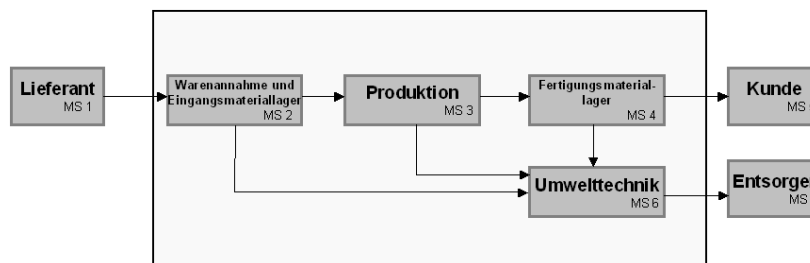 Lieferant
MS 1
Warenannahme und
Eingangsmateriallager
MS 2
Produktion
MS 3
Fertigungsmaterial-
lager
MS 4
Kunde
MS
Umwelttechnik
MS 6
Entsorger
MS